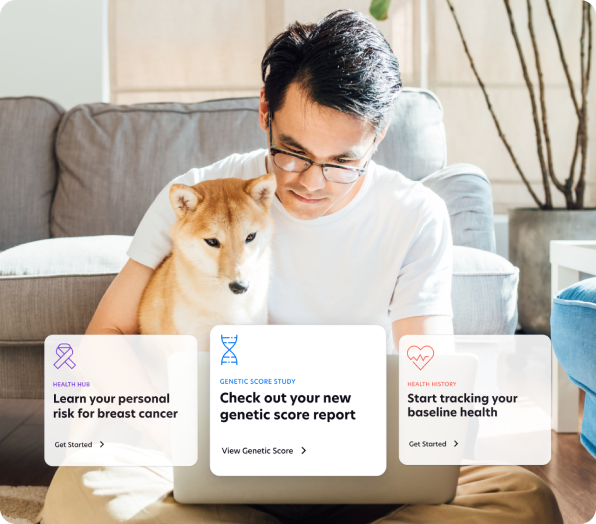 HEALTH HUB
Learn your personal
risk for breast cancer
Get Started
GENETIC SCORE STUDY
Check out your new
genetic score report
View Genetic Score
HEALTH HISTORY
Start tracking your
baseline health
Get Started